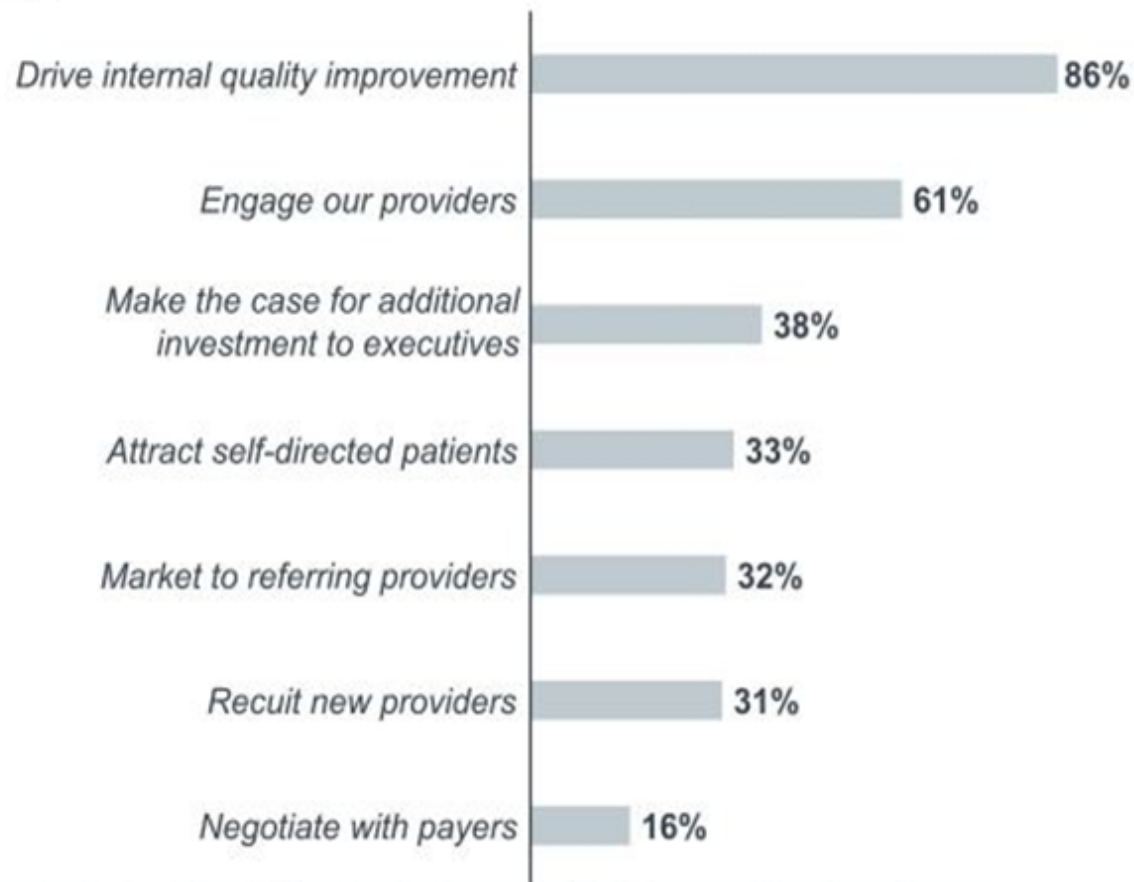 Drive internal quality improvement 86%
Engage our providers 61%
Make the case for additional
investment to executives 38%
Attract self-directed patients 33%
Market to referring providers 32%
Recuit new providers 31%
Negotiate with payers 16%